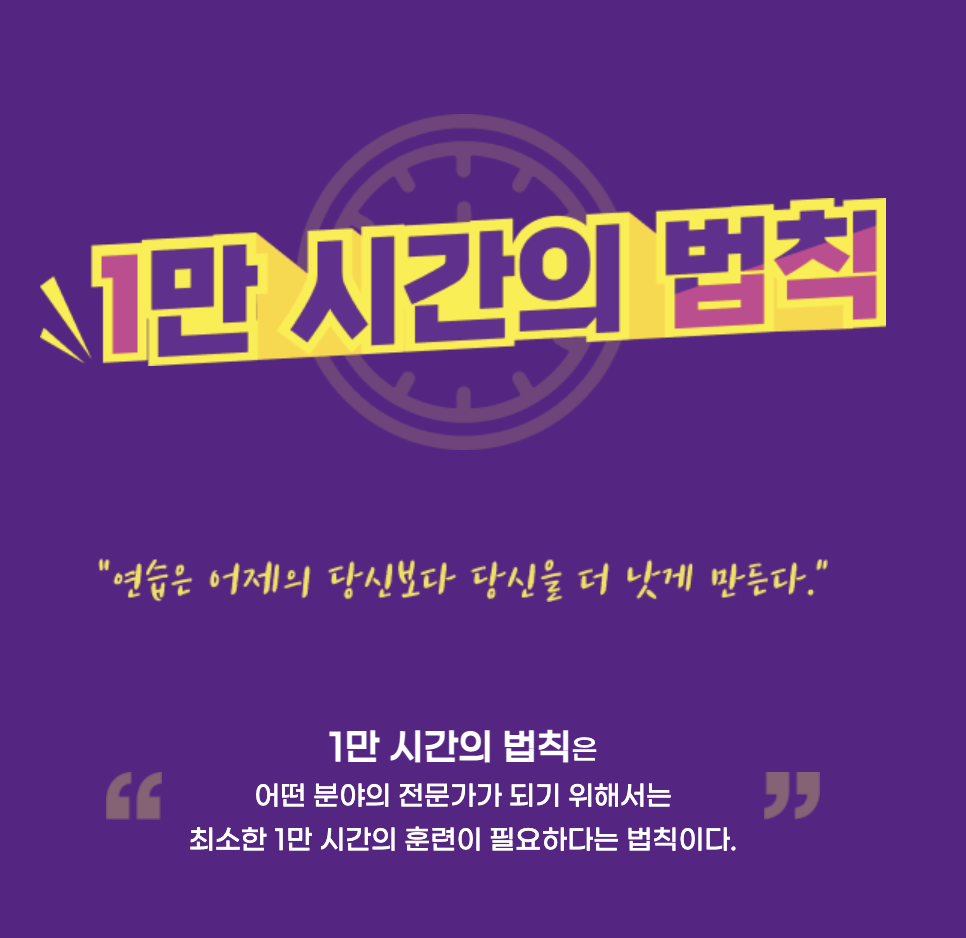 1만 시간의 법칙
"연습은 어제의 당신보다 당신을 더 낫게 만든다."
1만 시간의 법칙은
어떤 분야의 전문가가 되기 위해서는
최소한 1만 시간의 훈련이 필요하다는 법칙이다.